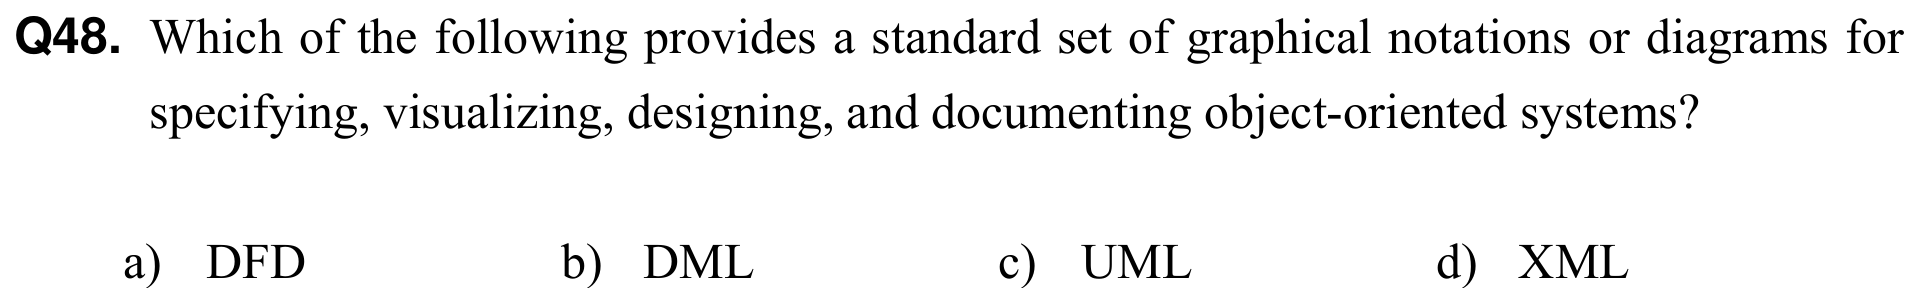 Q48. Which of the following provides a standard set of graphical notations or diagrams for
specifying, visualizing, designing, and documenting object-oriented systems?
a) DFD b) DML c) UML d) XML